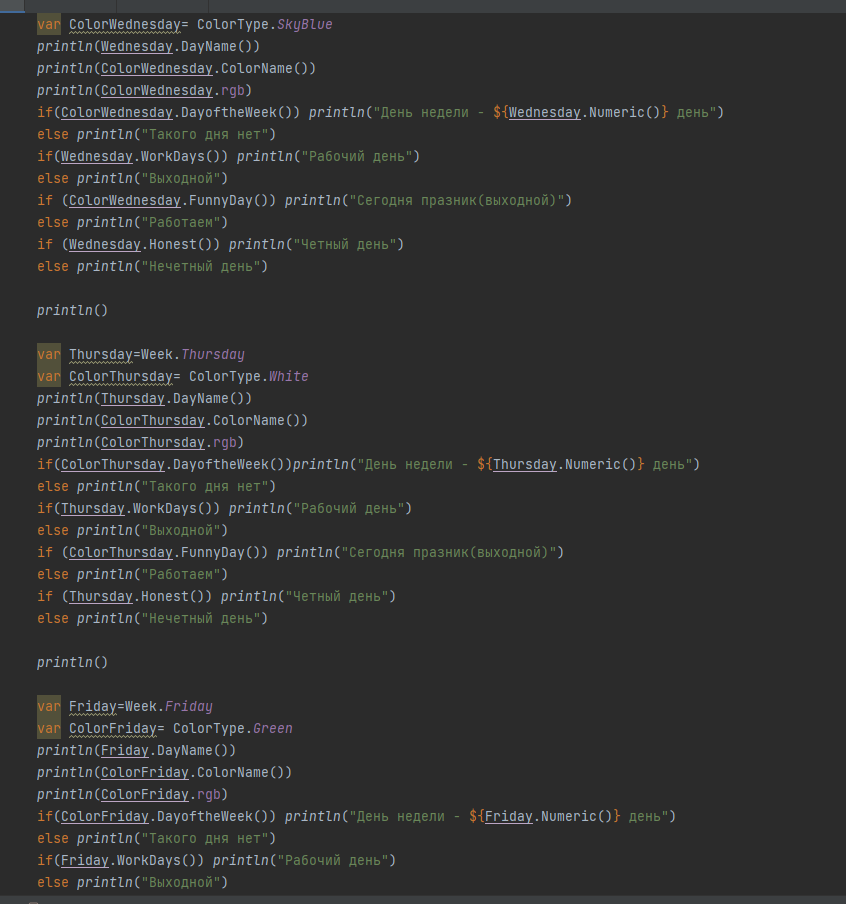 var ColorWednesday= ColorType.SkyBlue
println(Wednesday.DayName())
println(ColorWednesday.ColorName())
println(ColorWednesday.rgb)
if(ColorWednesday.DayoftheWeek()) println("День недели - ${Wednesday.Numeric()} день")
else println("Такого дня нет")
if(Wednesday.WorkDays()) println("Рабочий день")
else println("Выходной")
if (ColorWednesday.FunnyDay()) println("Сегодня празник(выходной)")
else println("Работаем")
if (Wednesday.Honest()) println("Четный день")
else println("Нечетный день")
println()
var Thursday=Week.Thursday
var ColorThursday= ColorType.White
println(Thursday.DayName())
println(ColorThursday.ColorName())
println(ColorThursday.rgb)
if(ColorThursday.DayoftheWeek())println("День недели - ${Thursday.Numeric()} день")
else println("Такого дня нет")
if(Thursday.WorkDays()) println("Рабочий день")
else println("Выходной")
if (ColorThursday.FunnyDay()) println("Сегодня празник(выходной)")
else println("Работаем")
if (Thursday.Honest()) println("Четный день")
else println("Нечетный день")
println()
var Friday=Week.Friday
var ColorFriday= ColorType.Green
println(Friday.DayName())
println(ColorFriday.ColorName())
println(ColorFriday.rgb)
if(ColorFriday.DayoftheWeek()) println("День недели - ${Friday.Numeric()} день")
else println("Такого дня нет")
if(Friday.WorkDays()) println("Рабочий день")
else println("Выходной")